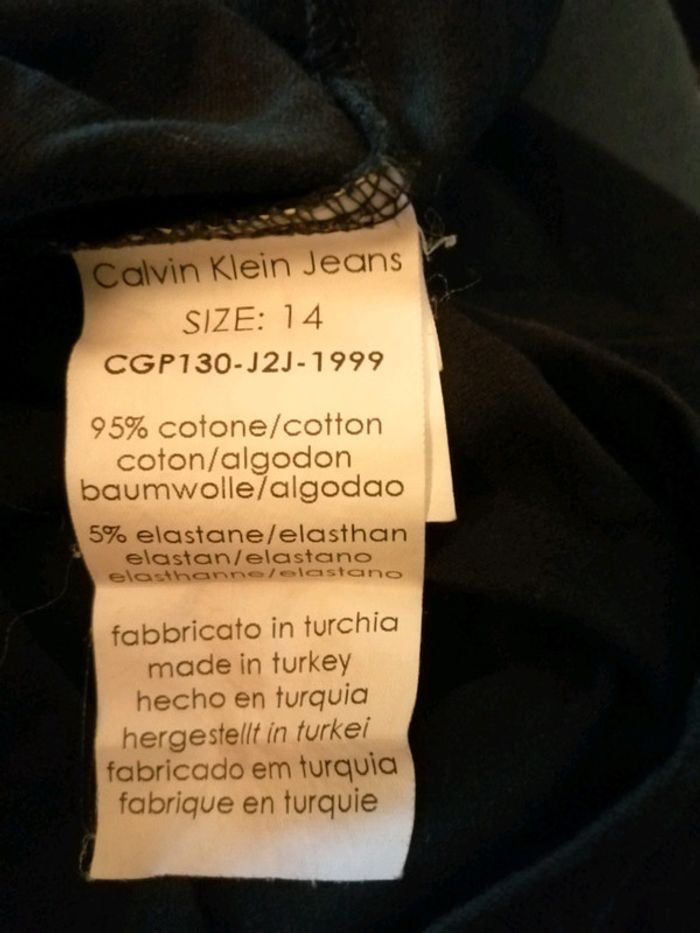 Calvin Klein Jeans
SIZE: 14
CGP130-J2J-1999
95% cotone/cotton
coton/algodon
baumwolle/algodao
5% elastane/elasthan
elastan/elastano
elasthanne/elastano
fabbricato in turchia
made in turkey
hecho en turquia
hergestellt in turkei
fabricado em turquia
fabrique en turquie